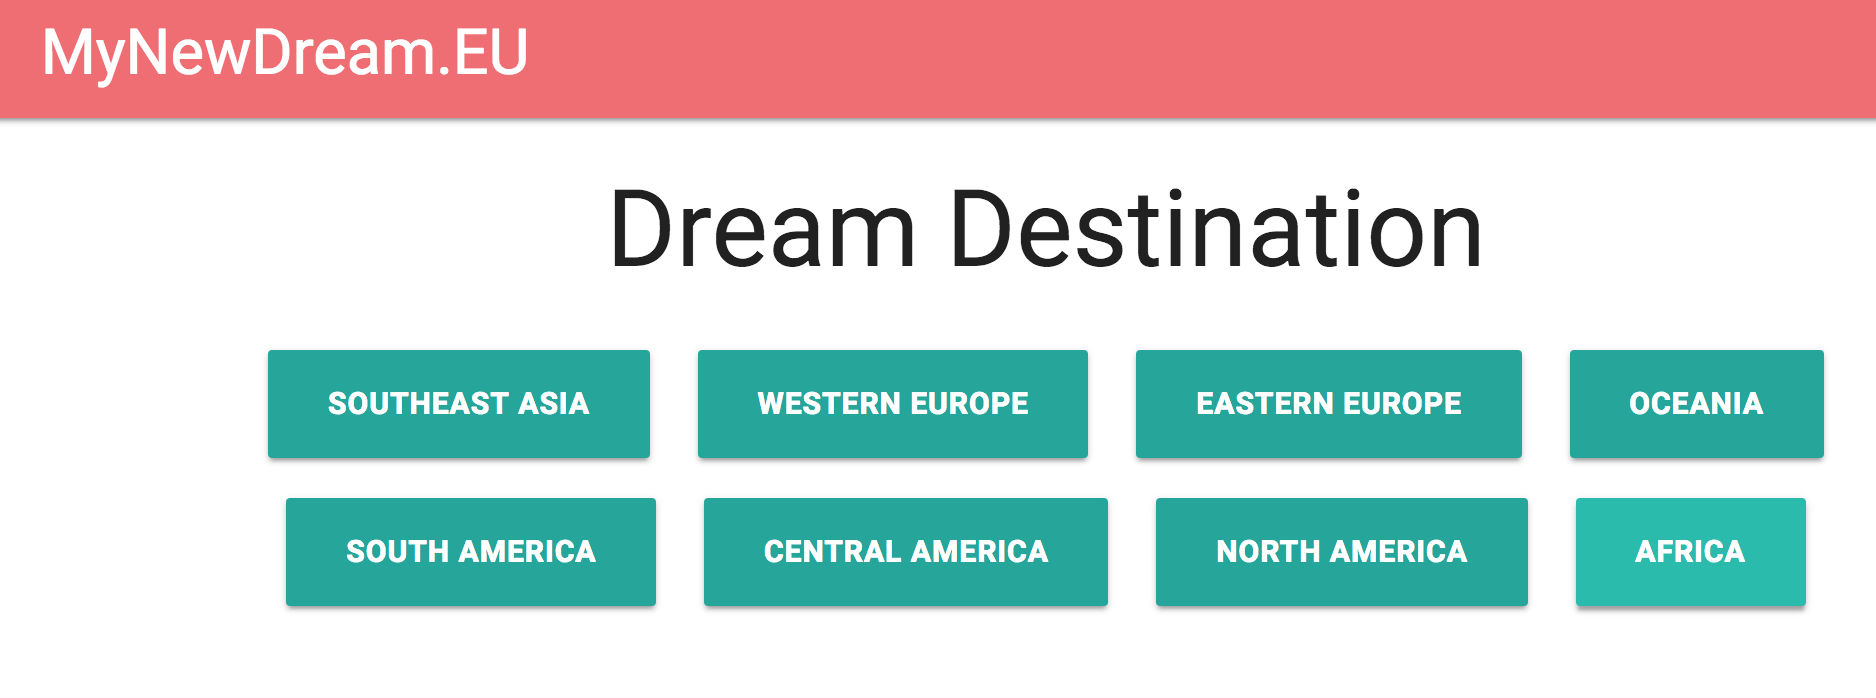 MyNewDream.EU
Dream Destination
SOUTHEAST ASIA WESTERN EUROPE EASTERN EUROPE OCEANIA
SOUTH AMERICA CENTRAL AMERICA NORTH AMERICA AFRICA